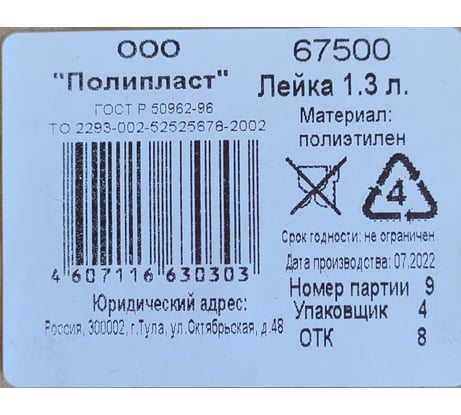 ООО
"Полипласт"
ГОСТ Р 50962-96
ТО 2293-002-52525678-2002
4 607116 630303
Юридический адрес:
Россия, 300002, г.Тула, ул.Октябрьская, д.48
67500
Лейка 1.3 л.
Материал:
полиэтилен
4
Срок годности: не ограничен
Дата производства: 07.2022
Номер партии 9
Упаковщик 4
ОТК 8